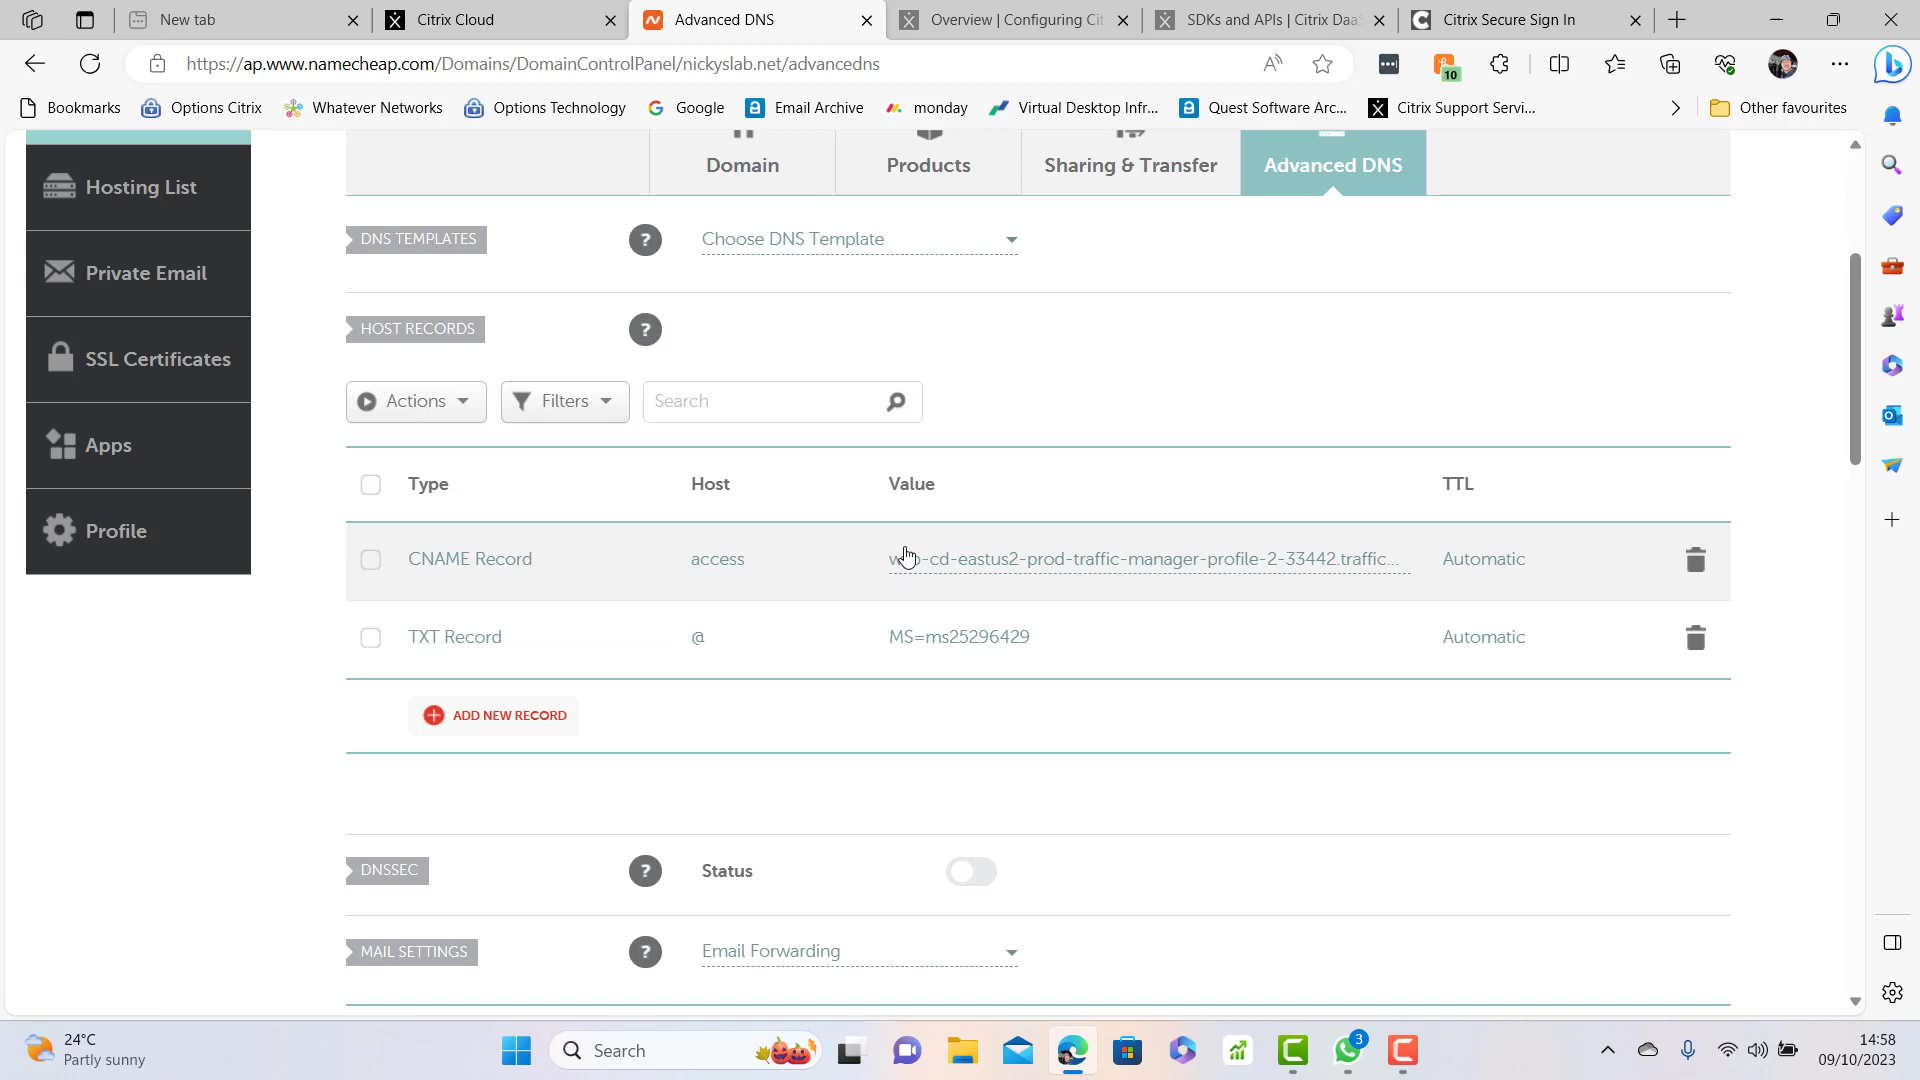 New tab
Citrix Cloud
Advanced DNS
Overview | Configuring Cit
SDKs and APIs | Citrix Daa
Citrix Secure Sign In
https://ap.www.namecheap.com/Domains/DomainControlPanel/nickyslab.net/advancedns
10
Bookmarks
Options Citrix
Whatever Networks
Options Technology
Google
Email Archive
monday
Virtual Desktop Infr...
Quest Software Arc...
Citrix Support Servi...
Other favourites
Hosting List
Private Email
SSL Certificates
Apps
Profile
Domain
Products
Sharing & Transfer
Advanced DNS
DNS TEMPLATES
?
Choose DNS Template
HOST RECORDS
?
Actions
Filters
Search
Type
Host
Value
TTL
CNAME Record
access
-cd-eastus2-prod-traffic-manager-profile-2-33442.traffic...
Automatic
TXT Record
@
MS=ms25296429
Automatic
ADD NEW RECORD
DNSSEC
?
Status
MAIL SETTINGS
?
Email Forwarding
24°C
Partly sunny
Search
3
14:58
09/10/2023